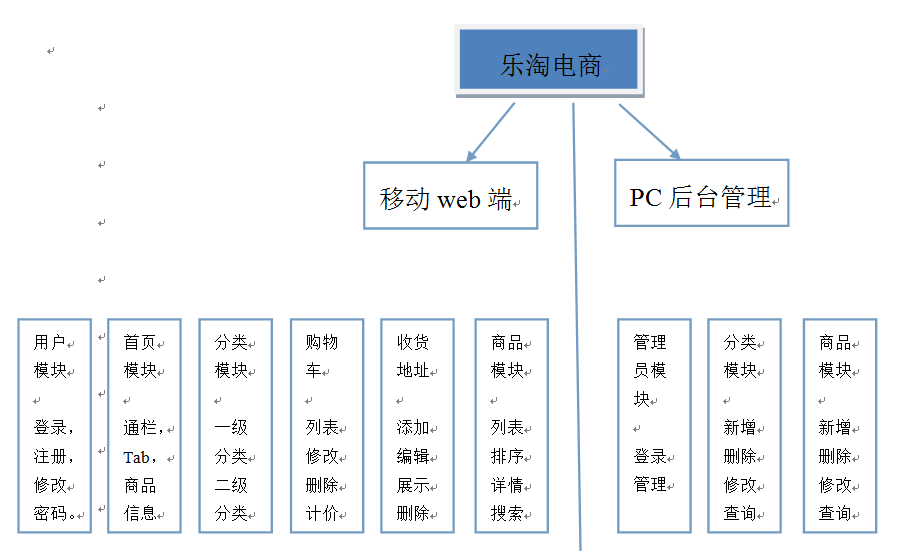 乐淘电商
移动 web 端
PC 后台管理
用户
模块
登录，
注册，
修改
密码。
首页
模块
通栏，
Tab，
商品
信息
分类
模块
一级
分类
二级
分类
购物
车
列表
修改
删除
计价
收货
地址
添加
编辑
展示
删除
商品
模块
列表
排序
详情
搜索
管理
员模
块
登录
管理
分类
模块
新增
删除
修改
查询
商品
模块
新增
删除
修改
查询